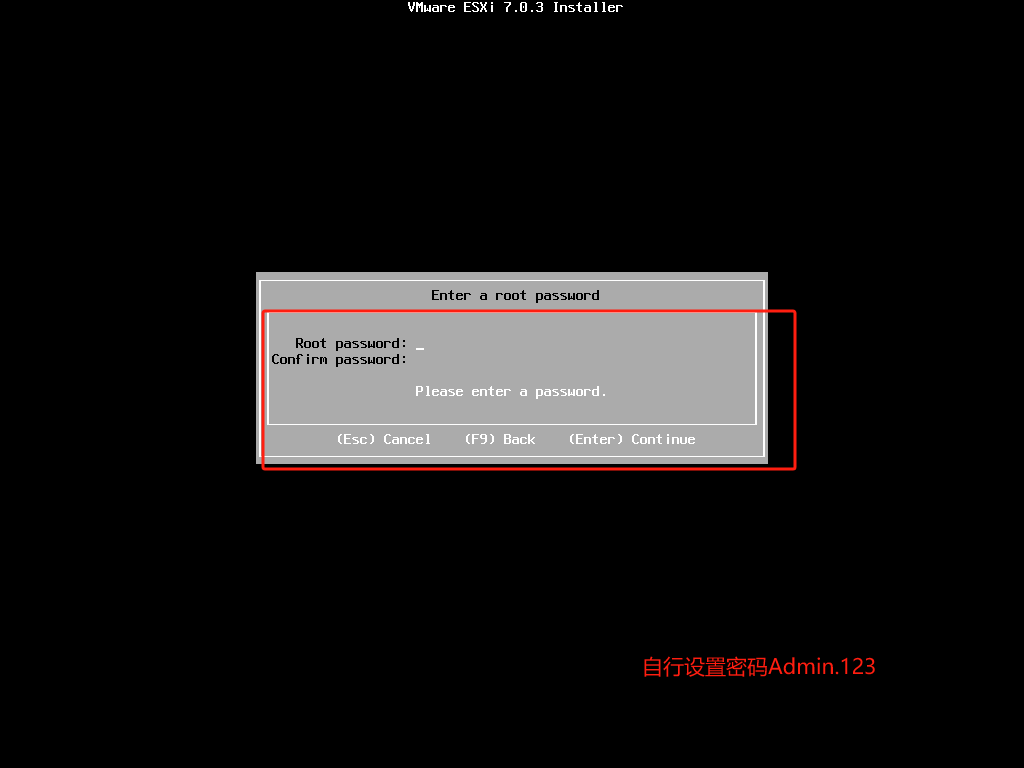 VMware ESXi 7.0.3 Installer
Enter a root password
Root password: _
Confirm password:
Please enter a password.
(Esc) Cancel (F9) Back (Enter) Continue
自行设置密码Admin.123